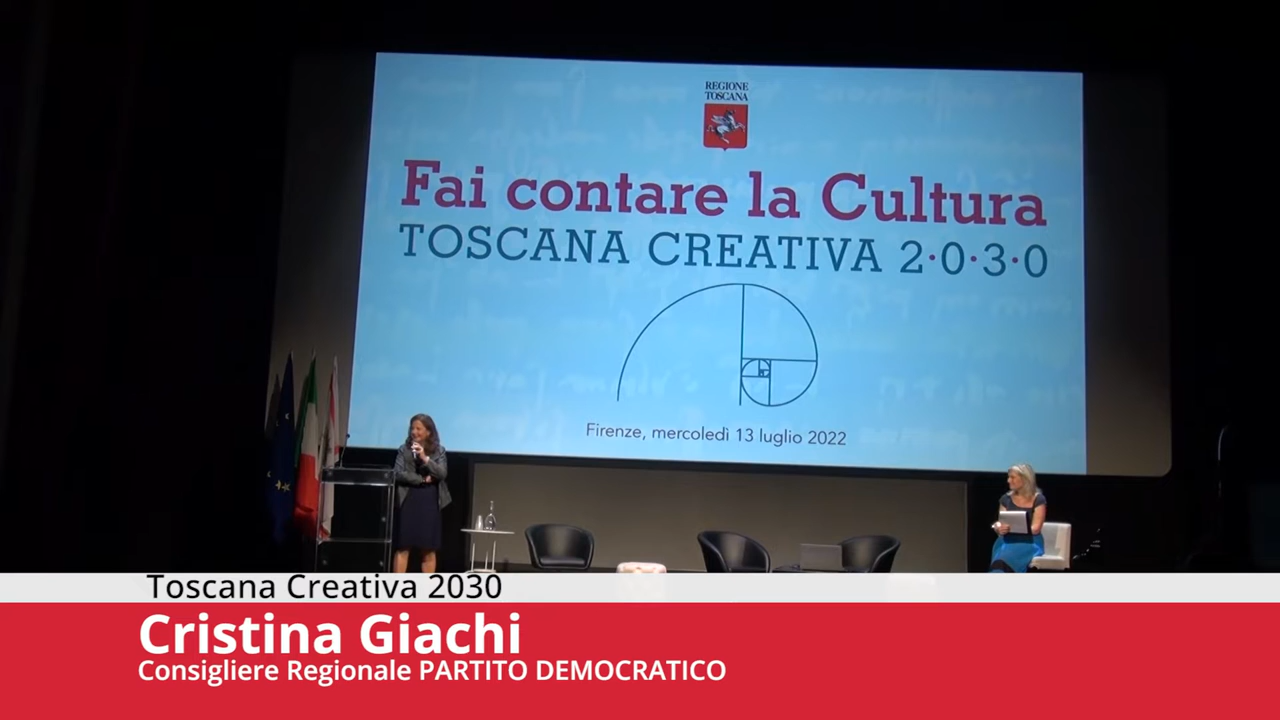 REGIONE
TOSCANA
Fai contare la Cultura
TOSCANA CREATIVA 2·0·3·0
Firenze, mercoledì 13 luglio 2022
Toscana Creativa 2030
Cristina Giachi
Consigliere Regionale PARTITO DEMOCRATICO